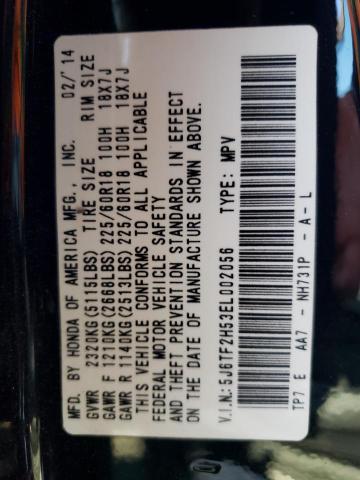 MFD. BY HONDA OF AMERICA MFG., INC. 02/'14
GVWR 2320KG(5115LBS) TIRE SIZE RIM SIZE
GAWR F 1210KG(2668LBS) 225/60R18 100H 18X7J
GAWR R 1140KG(2513LBS) 225/60R18 100H 18X7J
THIS VEHICLE CONFORMS TO ALL APPLICABLE
FEDERAL MOTOR VEHICLE SAFETY
AND THEFT PREVENTION STANDARDS IN EFFECT
ON THE DATE OF MANUFACTURE SHOWN ABOVE.
V.I.N.: 5J6TF2H53EL002056 TYPE: MPV
TP7 E AA7 - NH731P - A - L